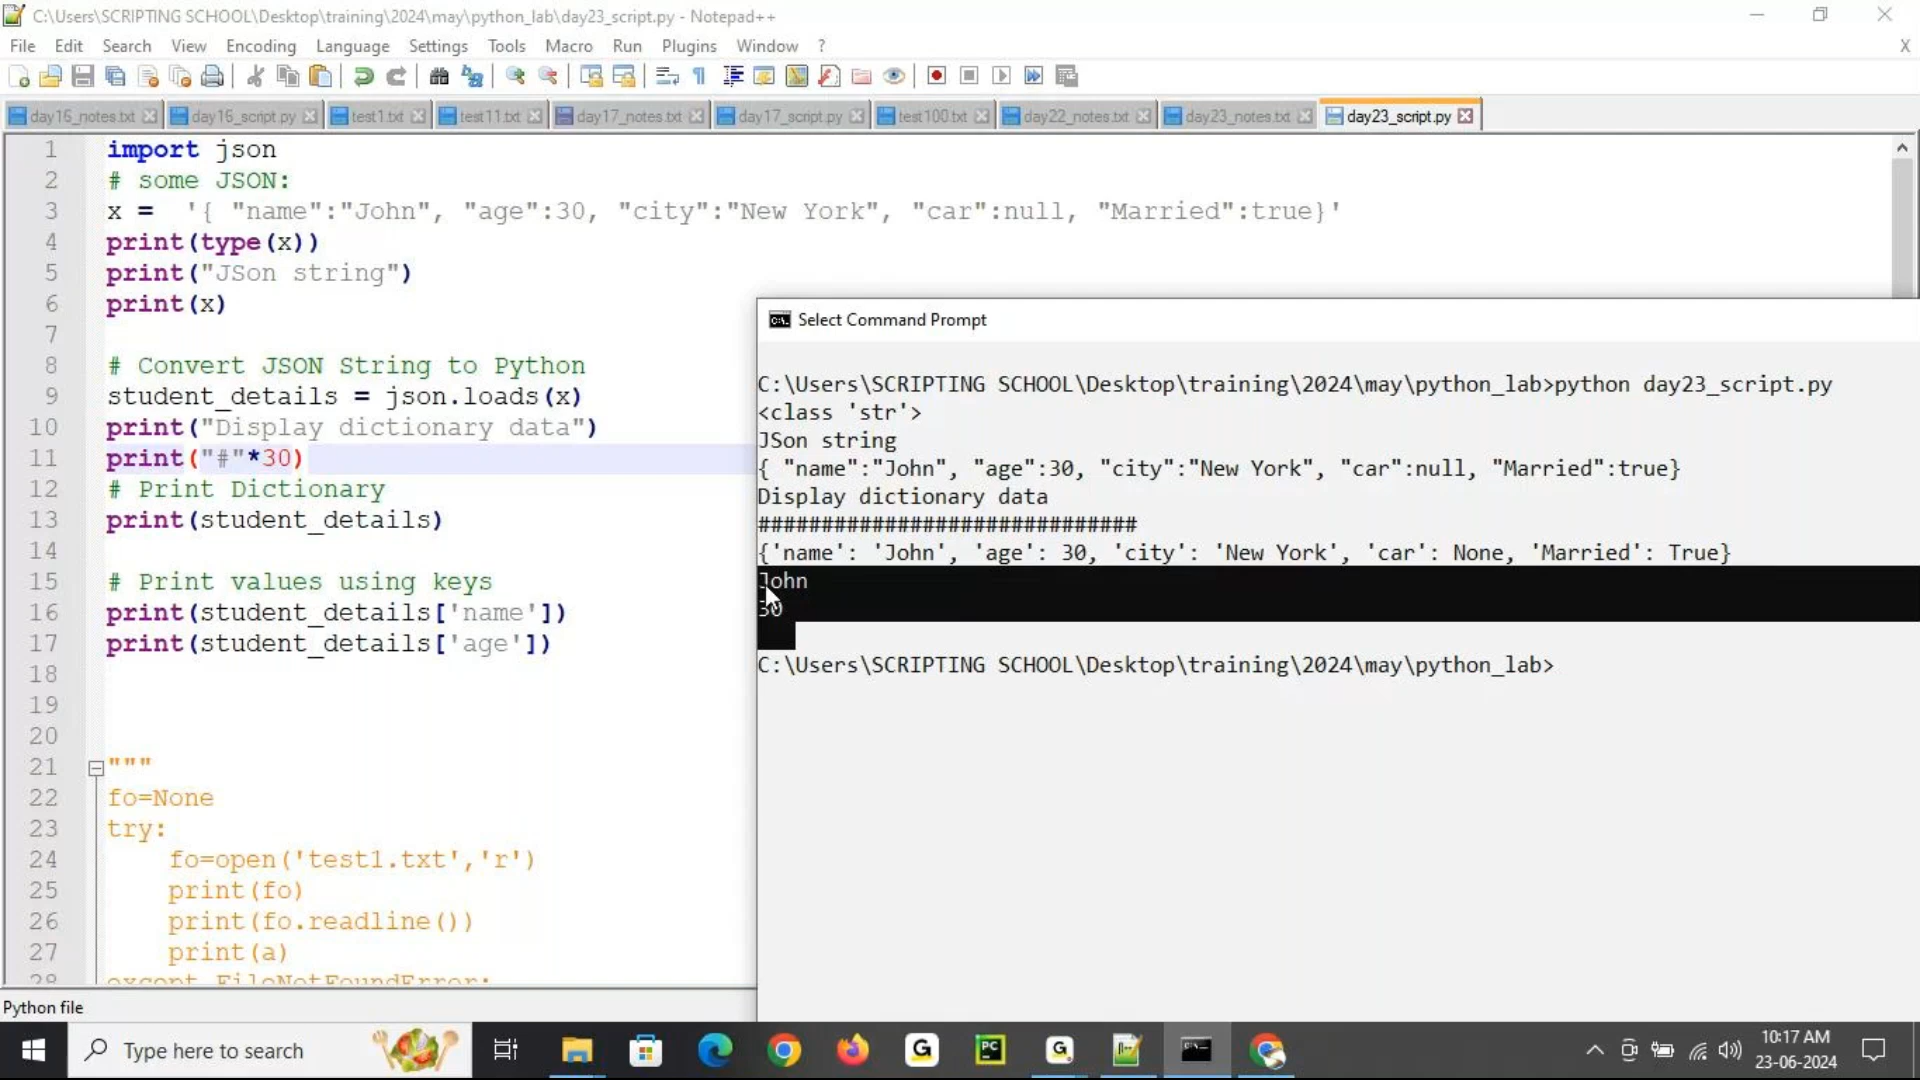 C:\Users\SCRIPTING SCHOOL\Desktop\training\2024\may\python_lab\day23_script.py - Notepad++
File Edit Search View Encoding Language Settings Tools Macro Run Plugins Window ? X
day16_notes.txt day16_script.py test1.txt test11.txt day17_notes.txt day17_script.py test100.txt day22_notes.txt day23_notes.txt day23_script.py
1 import json
2 # some JSON:
3 x =  '{ "name":"John", "age":30, "city":"New York", "car":null, "Married":true}'
4 print(type(x))
5 print("JSon string")
6 print(x)
7
8 # Convert JSON String to Python
9 student_details = json.loads(x)
10 print("Display dictionary data")
11 print("#"*30)
12 # Print Dictionary
13 print(student_details)
14
15 # Print values using keys
16 print(student_details['name'])
17 print(student_details['age'])
18
19
20
21 """
22 fo=None
23 try:
24     fo=open('test1.txt','r')
25     print(fo)
26     print(fo.readline())
27     print(a)
28 except FileNotFoundError:
Python file
Select Command Prompt
C:\Users\SCRIPTING SCHOOL\Desktop\training\2024\may\python_lab>python day23_script.py
<class 'str'>
JSon string
{ "name":"John", "age":30, "city":"New York", "car":null, "Married":true}
Display dictionary data
##############################
{'name': 'John', 'age': 30, 'city': 'New York', 'car': None, 'Married': True}
John
30
C:\Users\SCRIPTING SCHOOL\Desktop\training\2024\may\python_lab>
Type here to search
10:17 AM
23-06-2024